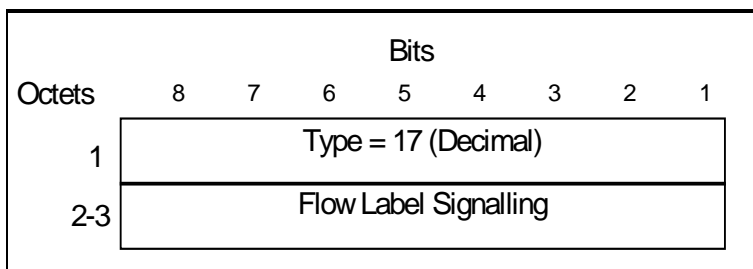 Bits
Octets 8 7 6 5 4 3 2 1
1 Type = 17 (Decimal)
2-3 Flow Label Signalling